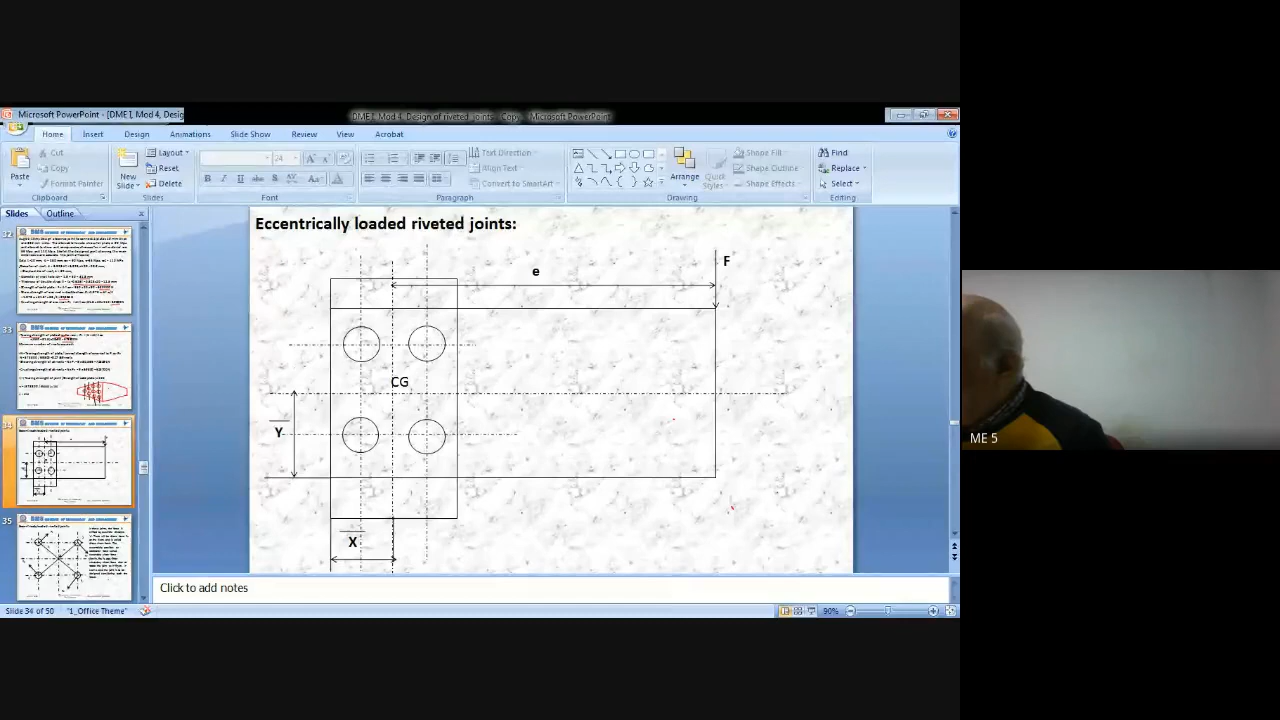 Microsoft PowerPoint - [DME I, Mod 4, Desig
DME I, Mod 4, Design of riveted joints - Copy - Microsoft PowerPoint
Home Insert Design Animations Slide Show Review View Acrobat
Paste
Cut
Copy
Format Painter
Clipboard
New Slide
Layout
Reset
Delete
Slides
24
Font
Text Direction
Align Text
Convert to SmartArt
Paragraph
Arrange
Quick Styles
Shape Fill
Shape Outline
Shape Effects
Drawing
Find
Replace
Select
Editing
Slides Outline
32
33
34
35
Eccentrically loaded riveted joints:
e
F
CG
Y
X
Click to add notes
Slide 34 of 50 "1_Office Theme" 90%
ME 5